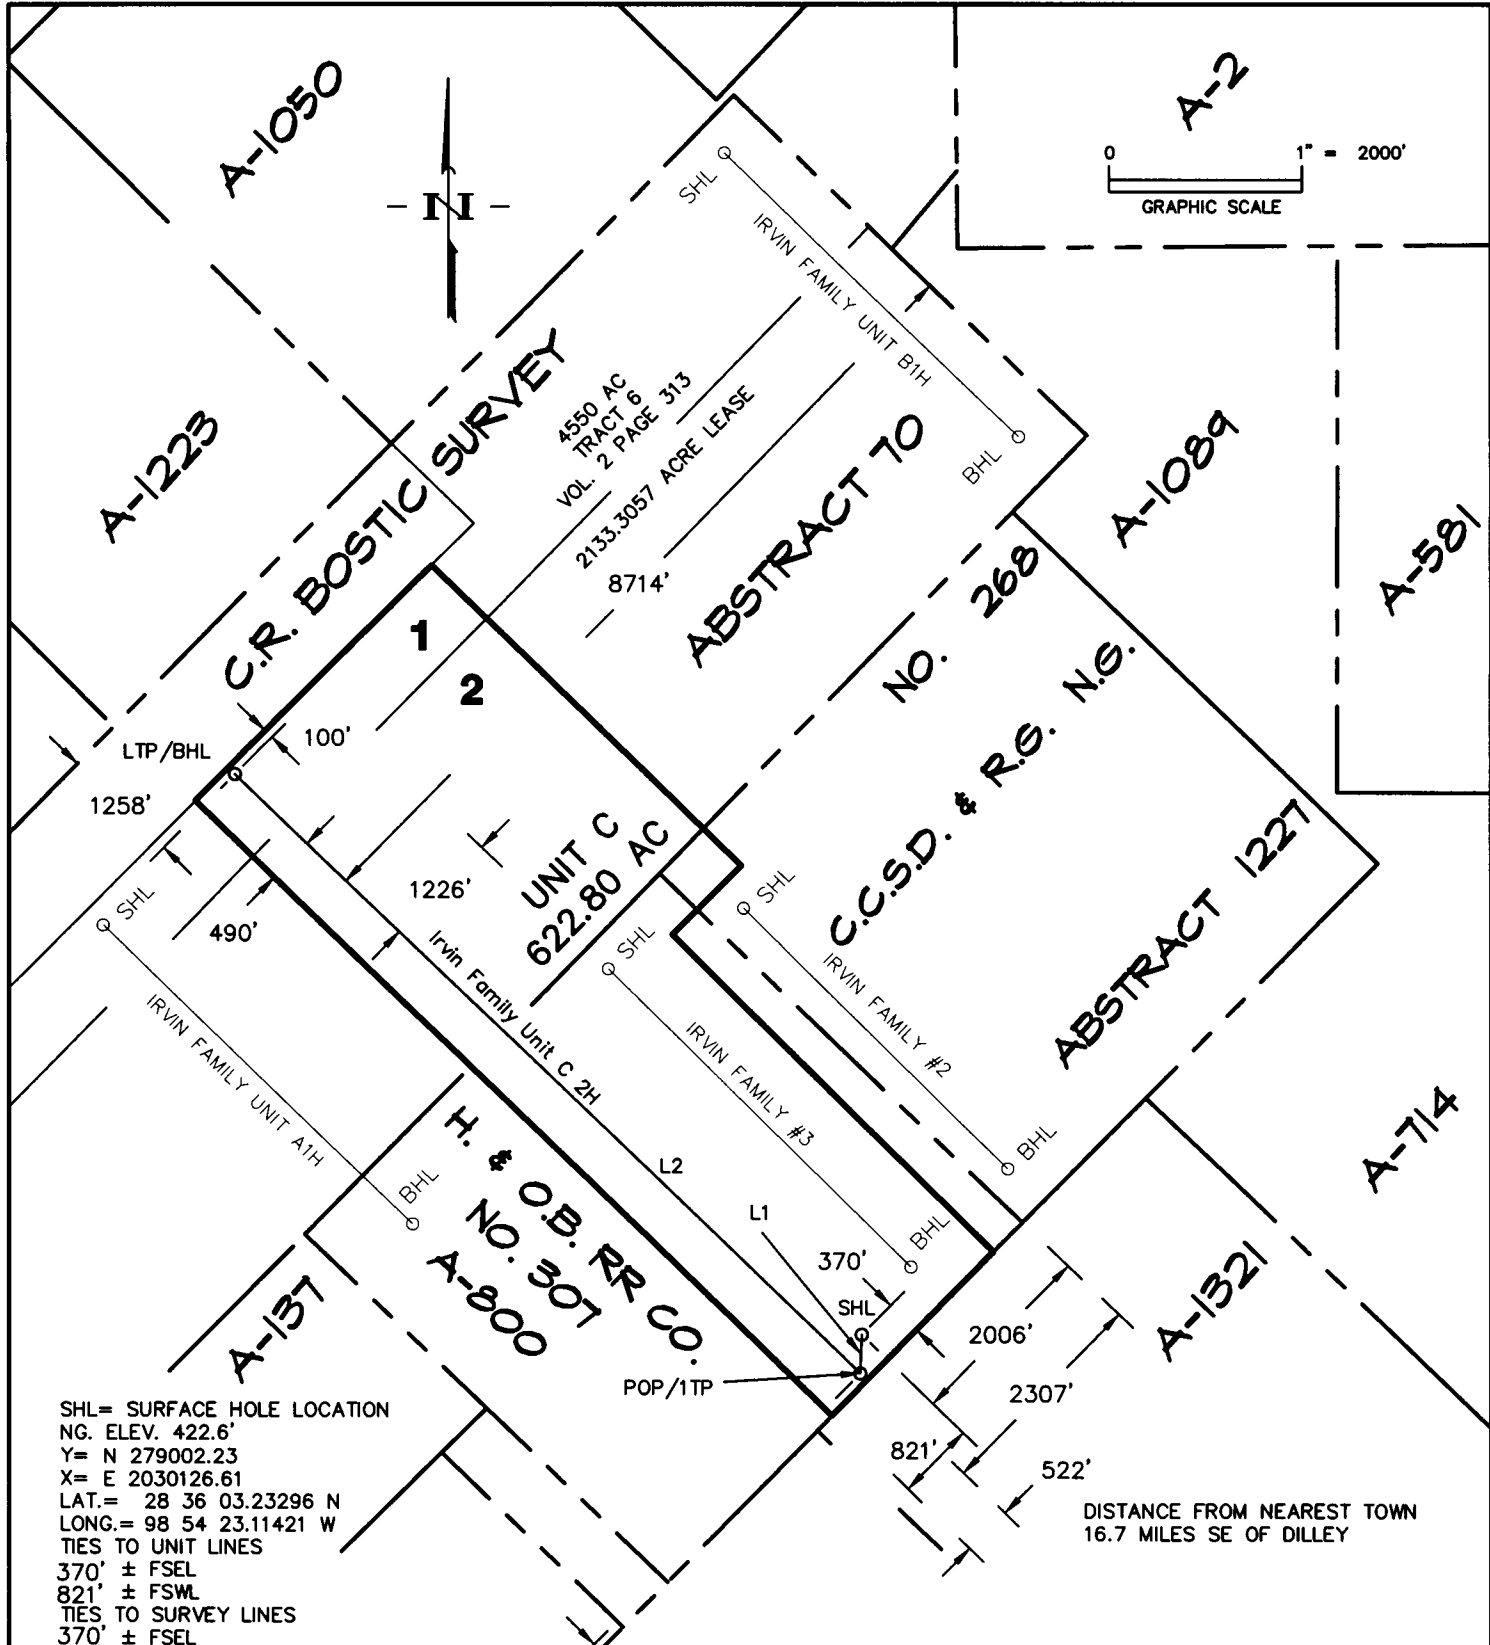 A-1050
A-2
N
0 1" = 2000'
GRAPHIC SCALE
SHL
IRVIN FAMILY UNIT B1H
BHL
A-1223
C.R. BOSTIC SURVEY
4550 AC
TRACT 6
VOL. 2 PAGE 313
2133.3057 ACRE LEASE
8714'
ABSTRACT 70
A-1089
A-581
NO. 268
C.C.S.D. & R.G. N.G.
ABSTRACT 1227
1
2
LTP/BHL
100'
1258'
SHL
490'
1226'
UNIT C
622.80 AC
Irvin Family Unit C 2H
IRVIN FAMILY UNIT A1H
BHL
SHL
IRVIN FAMILY #3
BHL
SHL
IRVIN FAMILY #2
BHL
A-714
A-1321
H. & O.B. RR CO.
NO. 307
A-800
A-137
L2
L1
370'
SHL
POP/1TP
2006'
2307'
821'
522'
SHL= SURFACE HOLE LOCATION
NG. ELEV. 422.6'
Y= N 279002.23
X= E 2030126.61
LAT.= 28 36 03.23296 N
LONG.= 98 54 23.11421 W
TIES TO UNIT LINES
370' ± FSEL
821' ± FSWL
TIES TO SURVEY LINES
370' ± FSEL
DISTANCE FROM NEAREST TOWN
16.7 MILES SE OF DILLEY